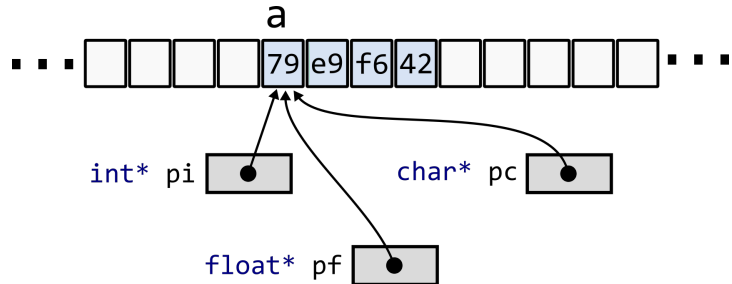 a
79 e9 f6 42
int* pi
char* pc
float* pf